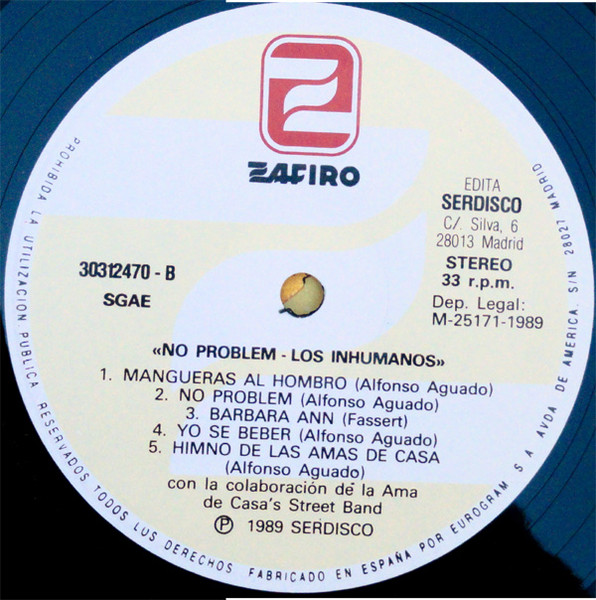 ZAFIRO
EDITA
SERDISCO
C/. Silva, 6
28013 Madrid
STEREO
33 r.p.m.
Dep. Legal:
M-25171-1989
30312470 - B
SGAE
«NO PROBLEM - LOS INHUMANOS»
1. MANGUERAS AL HOMBRO (Alfonso Aguado)
2. NO PROBLEM (Alfonso Aguado)
3. BARBARA ANN (Fassert)
4. YO SE BEBER (Alfonso Aguado)
5. HIMNO DE LAS AMAS DE CASA
(Alfonso Aguado)
con la colaboración de la Ama
de Casa's Street Band
Ⓟ 1989 SERDISCO
PROHIBIDA LA UTILIZACION PUBLICA. RESERVADOS TODOS LOS DERECHOS. FABRICADO EN ESPAÑA POR EUROGRAM S.A. AVDA DE AMERICA, S/N 28027 MADRID